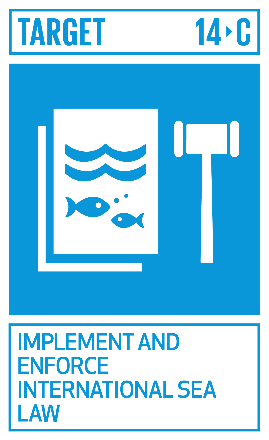 TARGET 14▸C
IMPLEMENT AND
ENFORCE
INTERNATIONAL SEA
LAW